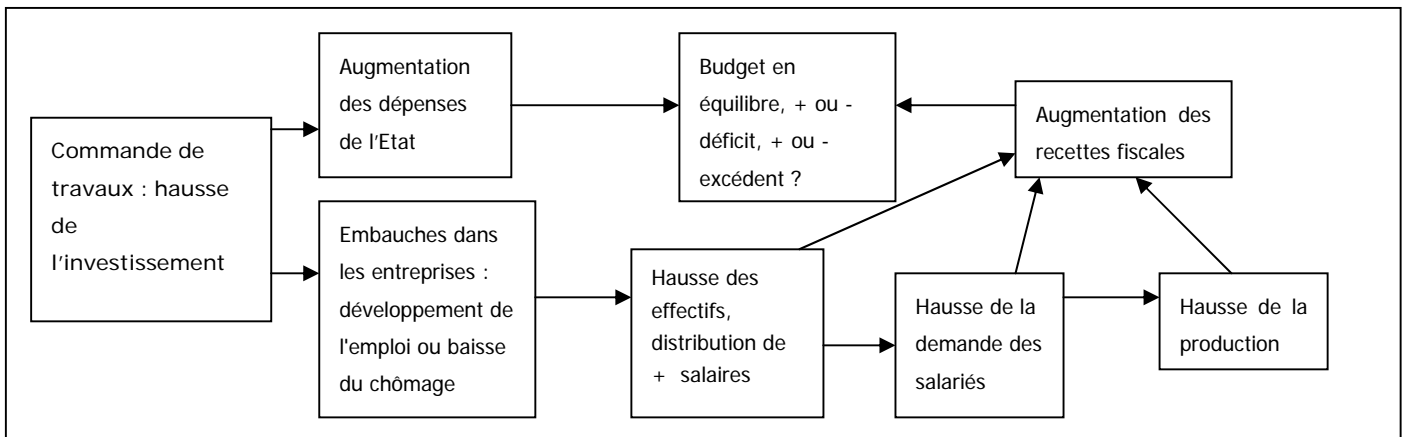 Commande de
travaux : hausse
de
l'investissement
Augmentation
des dépenses
de l'Etat
Embauches dans
les entreprises :
développement de
l'emploi ou baisse
du chômage
Budget en
équilibre, + ou -
déficit, + ou -
excédent ?
Hausse des
effectifs,
distribution de
+ salaires
Augmentation des
recettes fiscales
Hausse de la
demande des
salariés
Hausse de la
production